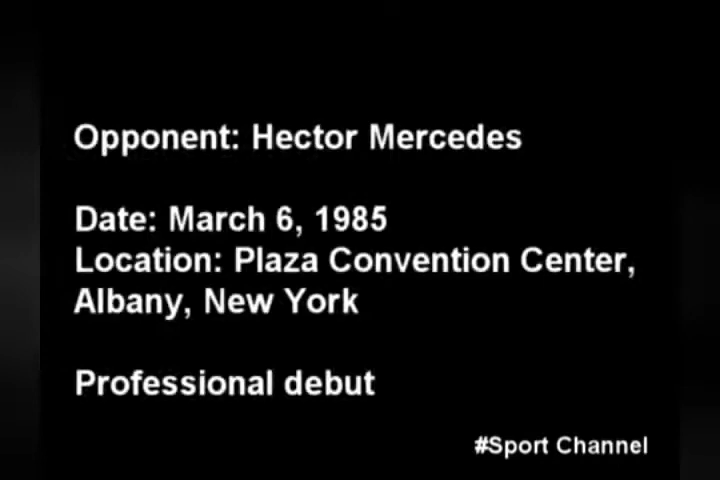 Opponent: Hector Mercedes
Date: March 6, 1985
Location: Plaza Convention Center,
Albany, New York
Professional debut
#Sport Channel